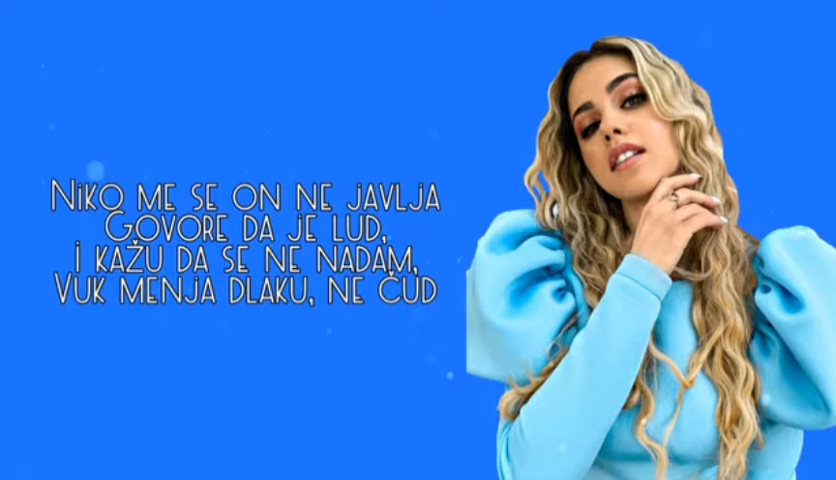 Niko me se on ne javlja
Govore da je lud,
i kažu da se ne nadam,
Vuk menja dlaku, ne čud